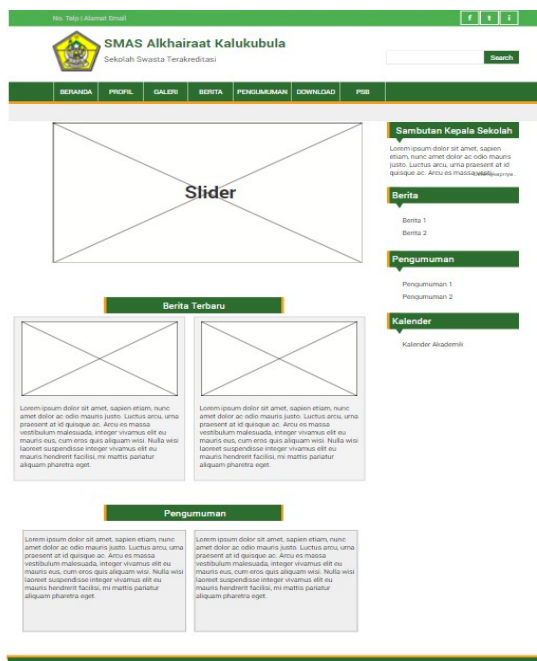 No. Telp | Alamat Email
f t i
SMAS Alkhairaat Kalukubula
Sekolah Swasta Terakreditasi
Search
BERANDA PROFIL GALERI BERITA PENGUMUMAN DOWNLOAD PSB
Slider
Sambutan Kepala Sekolah
Lorem ipsum dolor sit amet, sapien
etiam, nunc amet dolor ac odio mauris
justo. Luctus arcu, urna praesent at id
quisque ac. Arcu es massa
Berita
Berita 1
Berita 2
Pengumuman
Pengumuman 1
Pengumuman 2
Kalender
Kalender Akademik
Berita Terbaru
Lorem ipsum dolor sit amet, sapien etiam, nunc
amet dolor ac odio mauris justo. Luctus arcu, urna
praesent at id quisque ac. Arcu es massa
vestibulum malesuada, integer vivamus elit eu
mauris eus, cum eros quis aliquam wisi. Nulla wisi
laoreet suspendisse integer vivamus elit eu
mauris hendrerit facilisi, mi mattis pariatur
aliquam pharetra eget.
Lorem ipsum dolor sit amet, sapien etiam, nunc
amet dolor ac odio mauris justo. Luctus arcu, urna
praesent at id quisque ac. Arcu es massa
vestibulum malesuada, integer vivamus elit eu
mauris eus, cum eros quis aliquam wisi. Nulla wisi
laoreet suspendisse integer vivamus elit eu
mauris hendrerit facilisi, mi mattis pariatur
aliquam pharetra eget.
Pengumuman
Lorem ipsum dolor sit amet, sapien etiam, nunc
amet dolor ac odio mauris justo. Luctus arcu, urna
praesent at id quisque ac. Arcu es massa
vestibulum malesuada, integer vivamus elit eu
mauris eus, cum eros quis aliquam wisi. Nulla wisi
laoreet suspendisse integer vivamus elit eu
mauris hendrerit facilisi, mi mattis pariatur
aliquam pharetra eget.
Lorem ipsum dolor sit amet, sapien etiam, nunc
amet dolor ac odio mauris justo. Luctus arcu, urna
praesent at id quisque ac. Arcu es massa
vestibulum malesuada, integer vivamus elit eu
mauris eus, cum eros quis aliquam wisi. Nulla wisi
laoreet suspendisse integer vivamus elit eu
mauris hendrerit facilisi, mi mattis pariatur
aliquam pharetra eget.